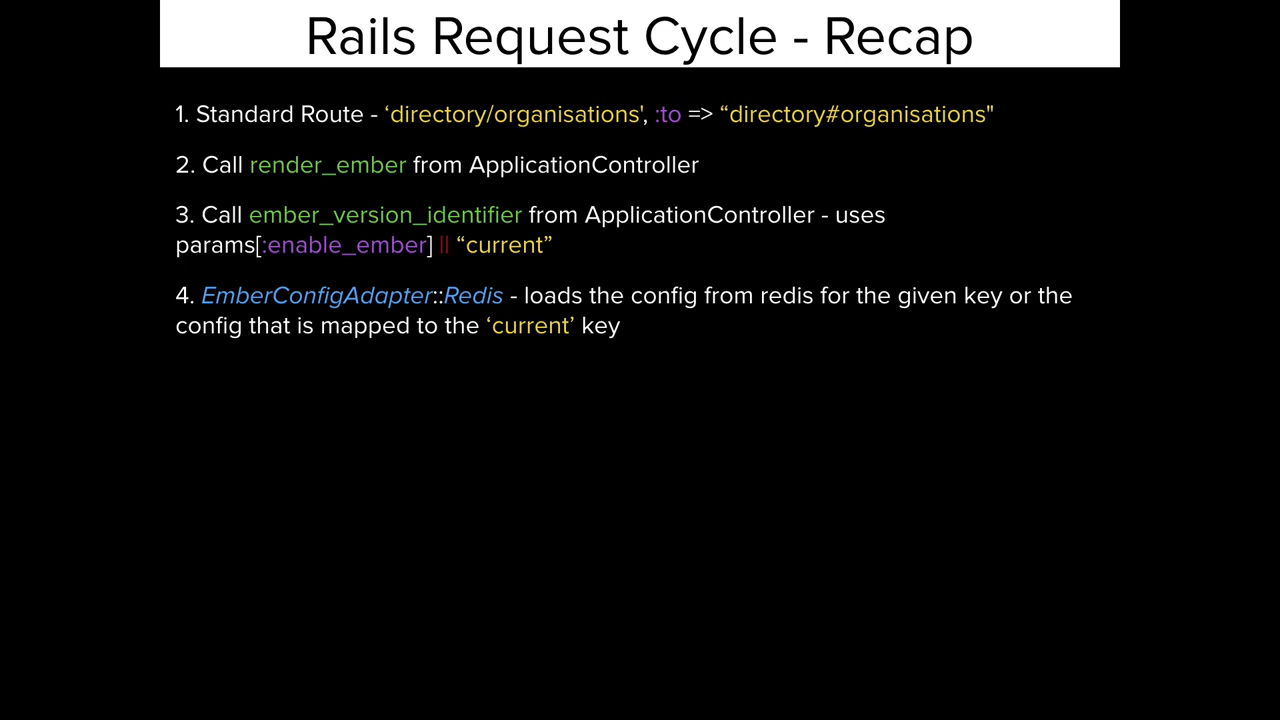 Rails Request Cycle - Recap
1. Standard Route - ‘directory/organisations', :to => “directory#organisations"
2. Call render_ember from ApplicationController
3. Call ember_version_identifier from ApplicationController - uses
params[:enable_ember] || “current”
4. EmberConfigAdapter::Redis - loads the config from redis for the given key or the
config that is mapped to the ‘current’ key